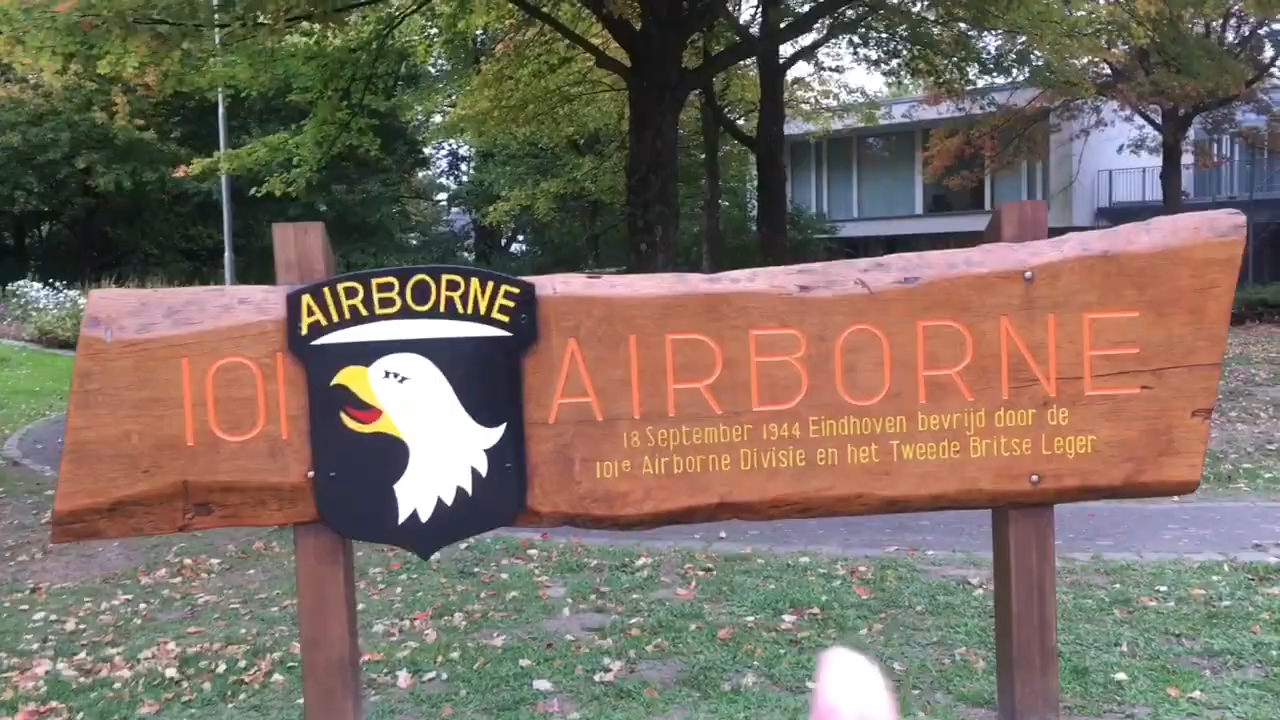 AIRBORNE
101 AIRBORNE
18 September 1944 Eindhoven bevrijd door de
101e Airborne Divisie en het Tweede Britse Leger